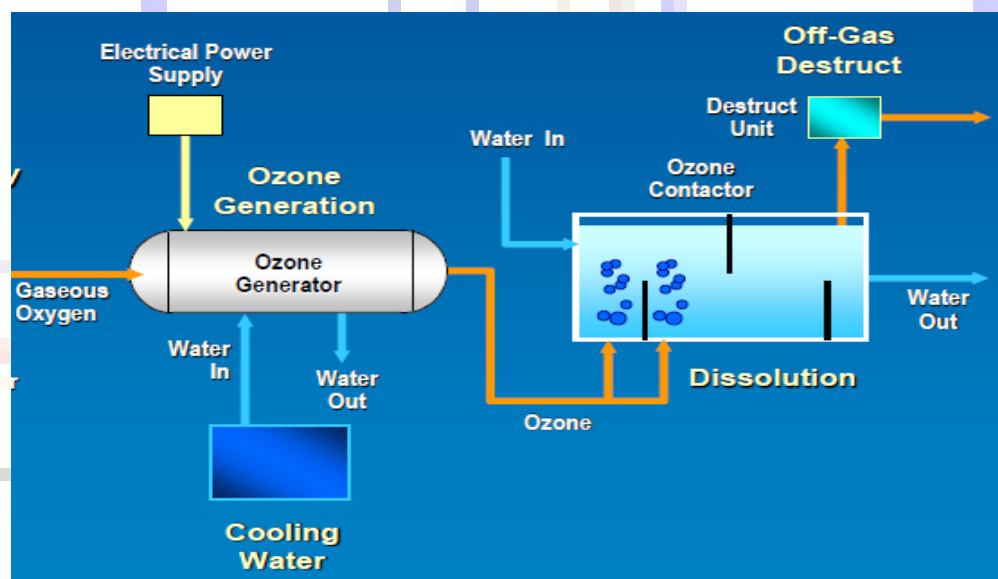 Electrical Power
Supply
Off-Gas
Destruct
Destruct
Unit
Water In
Ozone
Contactor
Ozone
Generation
Ozone
Generator
Gaseous
Oxygen
Water
In
Water
Out
Water
Out
Dissolution
Ozone
Cooling
Water